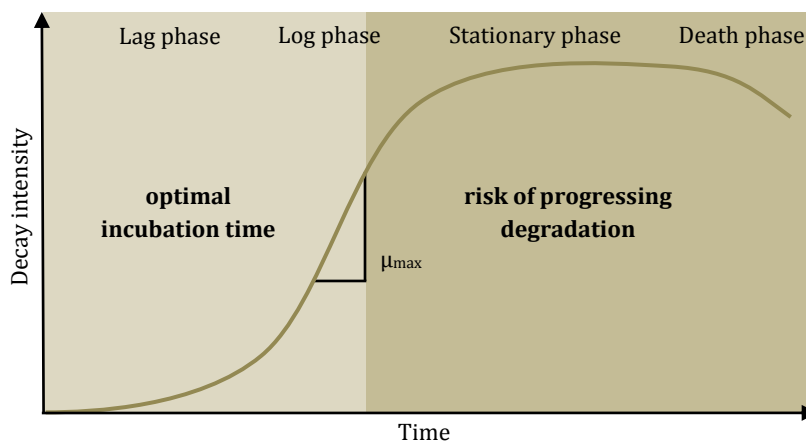 Lag phase
Log phase
Stationary phase
Death phase
Decay intensity
optimal
incubation time
risk of progressing
degradation
μmax
Time